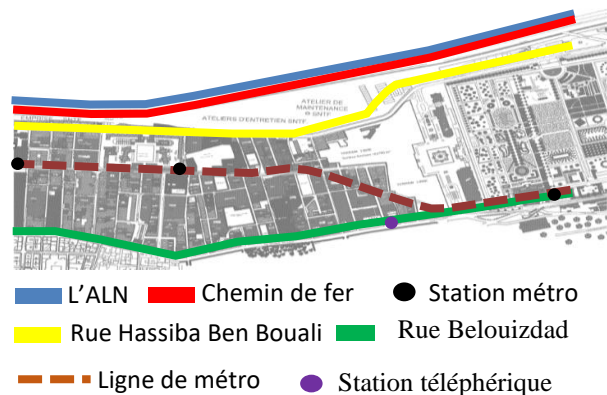 ATELIER DE
MAINTENANCE
SNTF
ATELIERS D'ENTRETIEN SNTF
L'ALN Chemin de fer Station métro
Rue Hassiba Ben Bouali Rue Belouizdad
Ligne de métro Station téléphérique